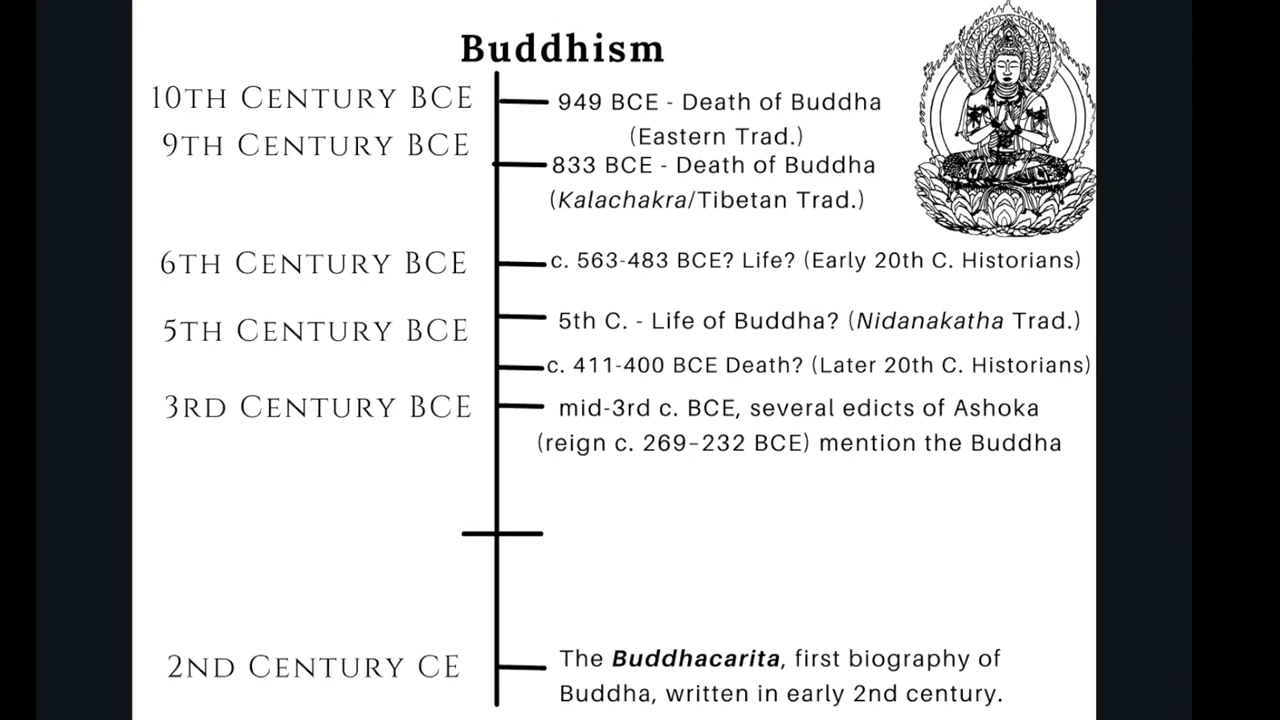 Buddhism
10TH CENTURY BCE
949 BCE - Death of Buddha
(Eastern Trad.)
9TH CENTURY BCE
833 BCE - Death of Buddha
(Kalachakra/Tibetan Trad.)
6TH CENTURY BCE
c. 563-483 BCE? Life? (Early 20th C. Historians)
5TH CENTURY BCE
5th C. - Life of Buddha? (Nidanakatha Trad.)
c. 411-400 BCE Death? (Later 20th C. Historians)
3RD CENTURY BCE
mid-3rd c. BCE, several edicts of Ashoka
(reign c. 269–232 BCE) mention the Buddha
2ND CENTURY CE
The Buddhacarita, first biography of
Buddha, written in early 2nd century.